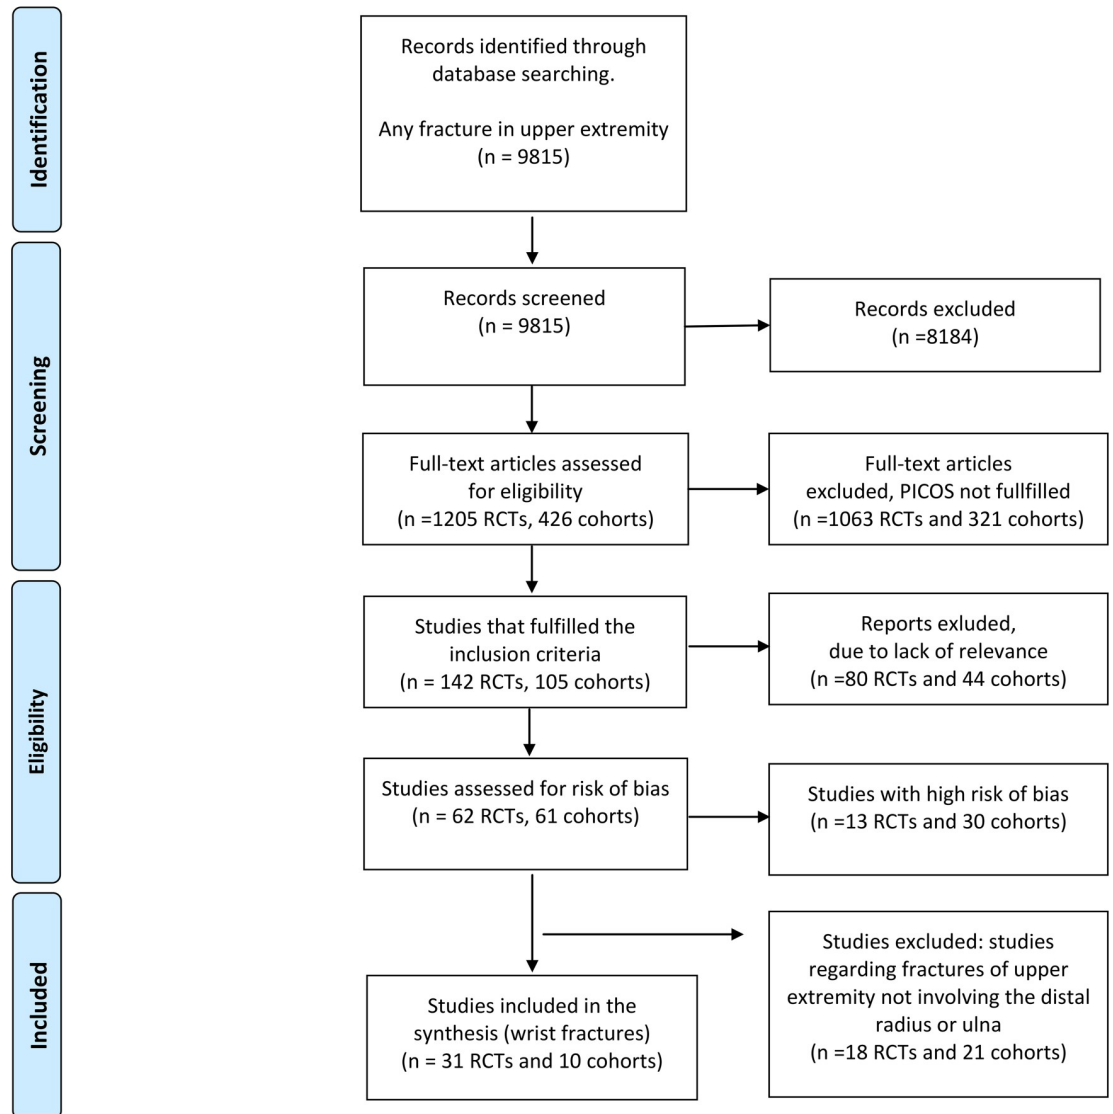 Identification
Records identified through
database searching.
Any fracture in upper extremity
(n = 9815)
Screening
Records screened
(n = 9815)
Records excluded
(n =8184)
Full-text articles assessed
for eligibility
(n =1205 RCTs, 426 cohorts)
Full-text articles
excluded, PICOS not fullfilled
(n =1063 RCTs and 321 cohorts)
Eligibility
Studies that fulfilled the
inclusion criteria
(n = 142 RCTs, 105 cohorts)
Reports exluded,
due to lack of relevance
(n =80 RCTs and 44 cohorts)
Studies assessed for risk of bias
(n = 62 RCTs, 61 cohorts)
Studies with high risk of bias
(n =13 RCTs and 30 cohorts)
Included
Studies excluded: studies
regarding fractures of upper
extremity not involving the distal
radius or ulna
(n =18 RCTs and 21 cohorts)
Studies included in the
synthesis (wrist fractures)
(n = 31 RCTs and 10 cohorts)